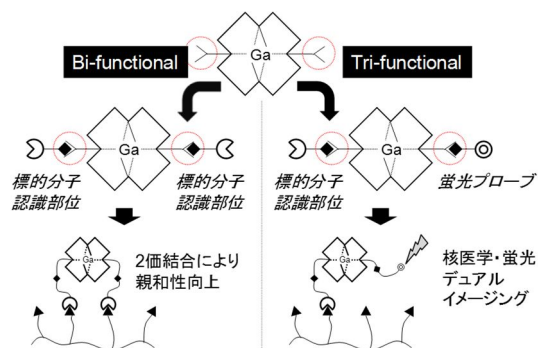 Ga
Bi-functional
Tri-functional
Ga
Ga
標的分子
認識部位
標的分子
認識部位
標的分子
認識部位
蛍光プローブ
Ga
2価結合により
親和性向上
Ga
核医学・蛍光
デュアル
イメージング